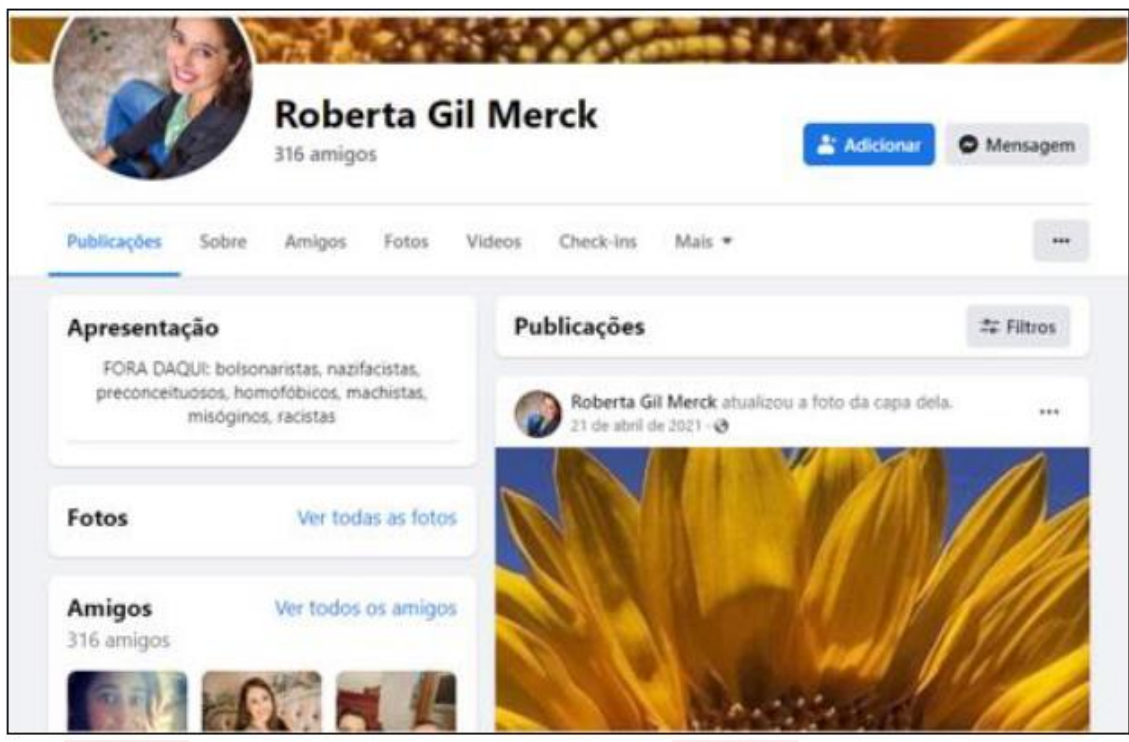 Roberta Gil Merck
316 amigos
Adicionar
Mensagem
Publicações
Sobre
Amigos
Fotos
Videos
Check-ins
Mais
Apresentação
FORA DAQUI: bolsonaristas, nazifacistas,
preconceituosos, homofóbicos, machistas,
misóginos, racistas
Fotos
Ver todas as fotos
Amigos
Ver todos os amigos
316 amigos
Publicações
Filtros
Roberta Gil Merck atualizou a foto da capa dela.
21 de abril de 2021